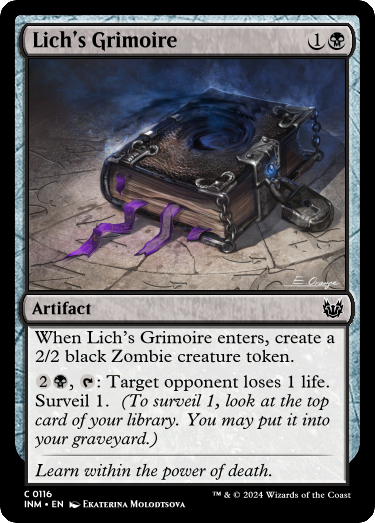 Lich's Grimoire 1
E Orange
Artifact
When Lich's Grimoire enters, create a
2/2 black Zombie creature token.
2 , : Target opponent loses 1 life.
Surveil 1. (To surveil 1, look at the top
card of your library. You may put it into
your graveyard.)
Learn within the power of death.
C 0116
INM • EN Ekaterina Molodtsova
™ & © 2024 Wizards of the Coast